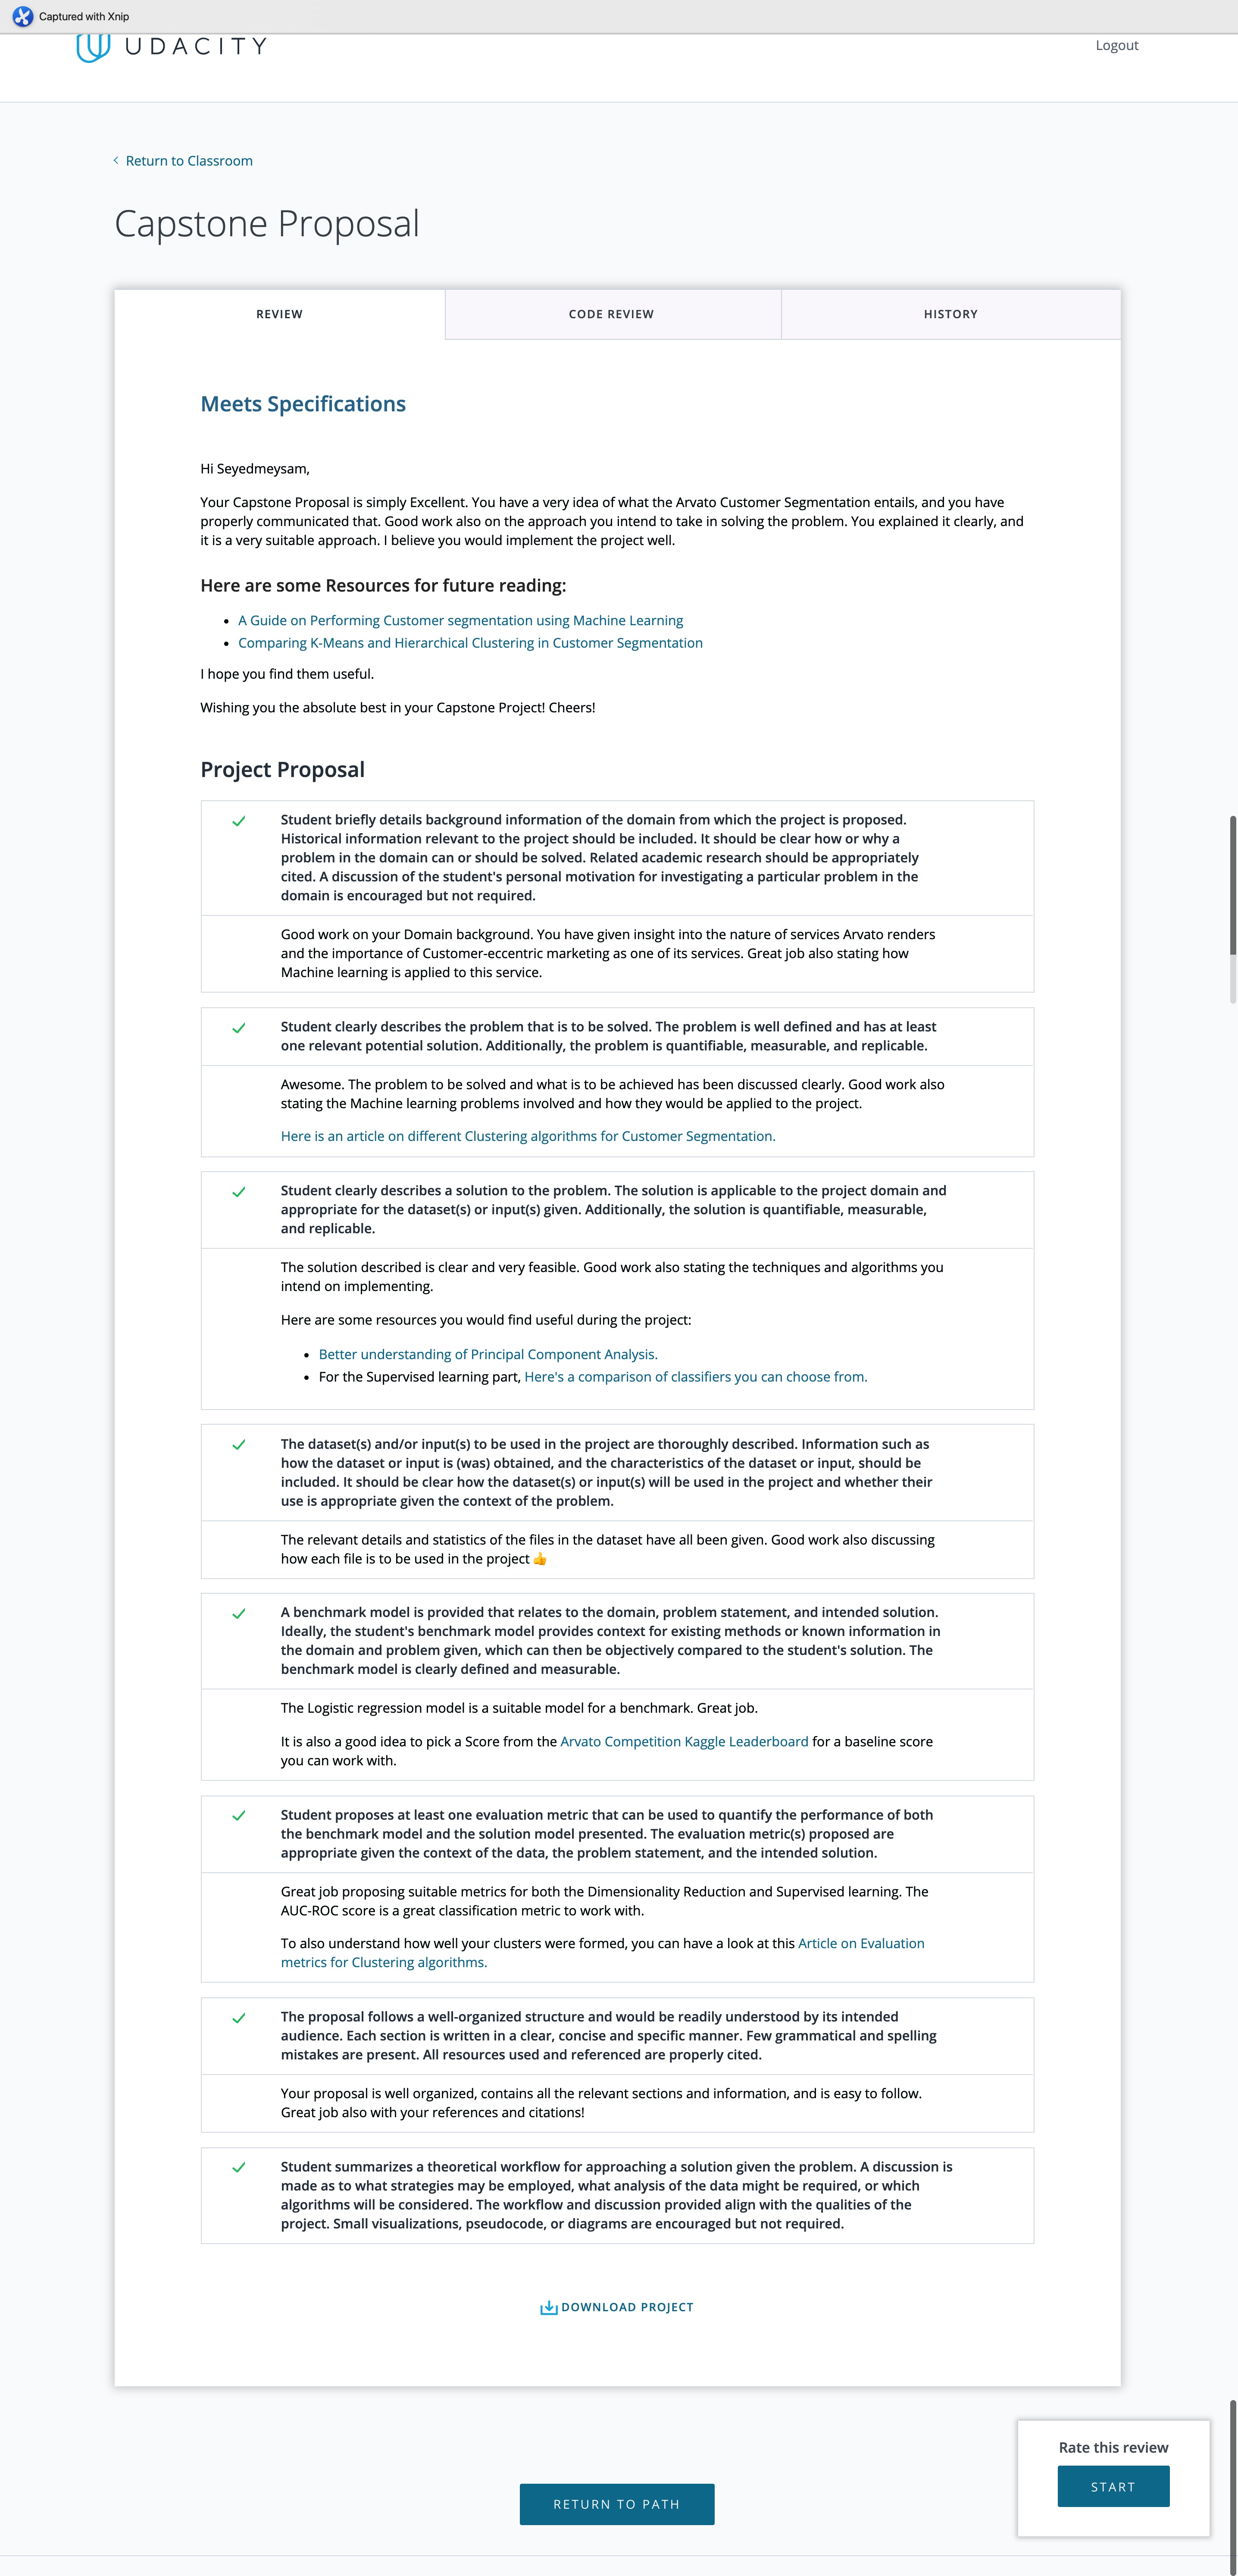 Captured with Xnip
UDACITY
Logout
Return to Classroom
Capstone Proposal
REVIEW
CODE REVIEW
HISTORY
Meets Specifications
Hi Seyedmeysam,
Your Capstone Proposal is simply Excellent. You have a very idea of what the Arvato Customer Segmentation entails, and you have
properly communicated that. Good work also on the approach you intend to take in solving the problem. You explained it clearly, and
it is a very suitable approach. I believe you would implement the project well.
Here are some Resources for future reading:
• A Guide on Performing Customer segmentation using Machine Learning
• Comparing K-Means and Hierarchical Clustering in Customer Segmentation
I hope you find them useful.
Wishing you the absolute best in your Capstone Project! Cheers!
Project Proposal
Student briefly details background information of the domain from which the project is proposed.
Historical information relevant to the project should be included. It should be clear how or why a
problem in the domain can or should be solved. Related academic research should be appropriately
cited. A discussion of the student's personal motivation for investigating a particular problem in the
domain is encouraged but not required.
Good work on your Domain background. You have given insight into the nature of services Arvato renders
and the importance of Customer-eccentric marketing as one of its services. Great job also stating how
Machine learning is applied to this service.
Student clearly describes the problem that is to be solved. The problem is well defined and has at least
one relevant potential solution. Additionally, the problem is quantifiable, measurable, and replicable.
Awesome. The problem to be solved and what is to be achieved has been discussed clearly. Good work also
stating the Machine learning problems involved and how they would be applied to the project.
Here is an article on different Clustering algorithms for Customer Segmentation.
Student clearly describes a solution to the problem. The solution is applicable to the project domain and
appropriate for the dataset(s) or input(s) given. Additionally, the solution is quantifiable, measurable,
and replicable.
The solution described is clear and very feasible. Good work also stating the techniques and algorithms you
intend on implementing.
Here are some resources you would find useful during the project:
• Better understanding of Principal Component Analysis.
• For the Supervised learning part, Here's a comparison of classifiers you can choose from.
The dataset(s) and/or input(s) to be used in the project are thoroughly described. Information such as
how the dataset or input is (was) obtained, and the characteristics of the dataset or input, should be
included. It should be clear how the dataset(s) or input(s) will be used in the project and whether their
use is appropriate given the context of the problem.
The relevant details and statistics of the files in the dataset have all been given. Good work also discussing
how each file is to be used in the project 👍
A benchmark model is provided that relates to the domain, problem statement, and intended solution.
Ideally, the student's benchmark model provides context for existing methods or known information in
the domain and problem given, which can then be objectively compared to the student's solution. The
benchmark model is clearly defined and measurable.
The Logistic regression model is a suitable model for a benchmark. Great job.
It is also a good idea to pick a Score from the Arvato Competition Kaggle Leaderboard for a baseline score
you can work with.
Student proposes at least one evaluation metric that can be used to quantify the performance of both
the benchmark model and the solution model presented. The evaluation metric(s) proposed are
appropriate given the context of the data, the problem statement, and the intended solution.
Great job proposing suitable metrics for both the Dimensionality Reduction and Supervised learning. The
AUC-ROC score is a great classification metric to work with.
To also understand how well your clusters were formed, you can have a look at this Article on Evaluation
metrics for Clustering algorithms.
The proposal follows a well-organized structure and would be readily understood by its intended
audience. Each section is written in a clear, concise and specific manner. Few grammatical and spelling
mistakes are present. All resources used and referenced are properly cited.
Your proposal is well organized, contains all the relevant sections and information, and is easy to follow.
Great job also with your references and citations!
Student summarizes a theoretical workflow for approaching a solution given the problem. A discussion is
made as to what strategies may be employed, what analysis of the data might be required, or which
algorithms will be considered. The workflow and discussion provided align with the qualities of the
project. Small visualizations, pseudocode, or diagrams are encouraged but not required.
DOWNLOAD PROJECT
Rate this review
START
RETURN TO PATH